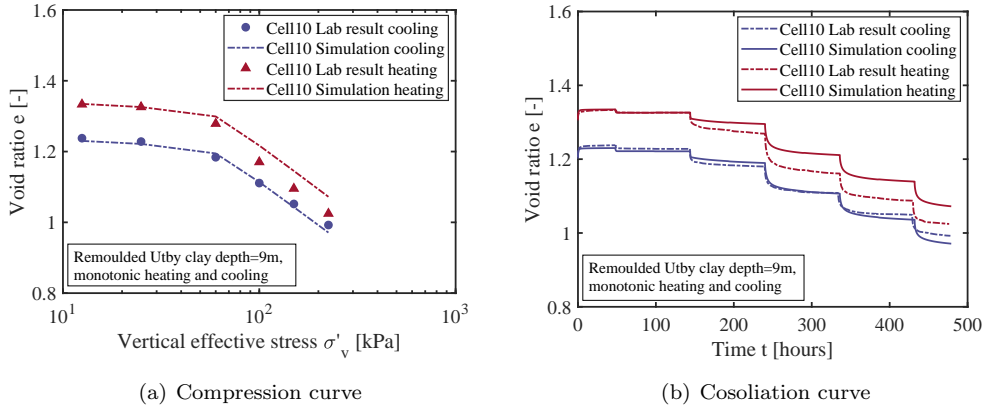 1.6
1.4
1.2
1
0.8
Void ratio e [-]
Cell10 Lab result cooling
Cell10 Simulation cooling
Cell10 Lab result heating
Cell10 Simulation heating
Remoulded Utby clay depth=9m,
monotonic heating and cooling
10^1 10^2 10^3
Vertical effective stress σ'_v [kPa]
(a) Compression curve
1.6
1.4
1.2
1
0.8
Void ratio e [-]
Cell10 Lab result cooling
Cell10 Simulation cooling
Cell10 Lab result heating
Cell10 Simulation heating
Remoulded Utby clay depth=9m,
monotonic heating and cooling
0 100 200 300 400 500
Time t [hours]
(b) Cosoliation curve